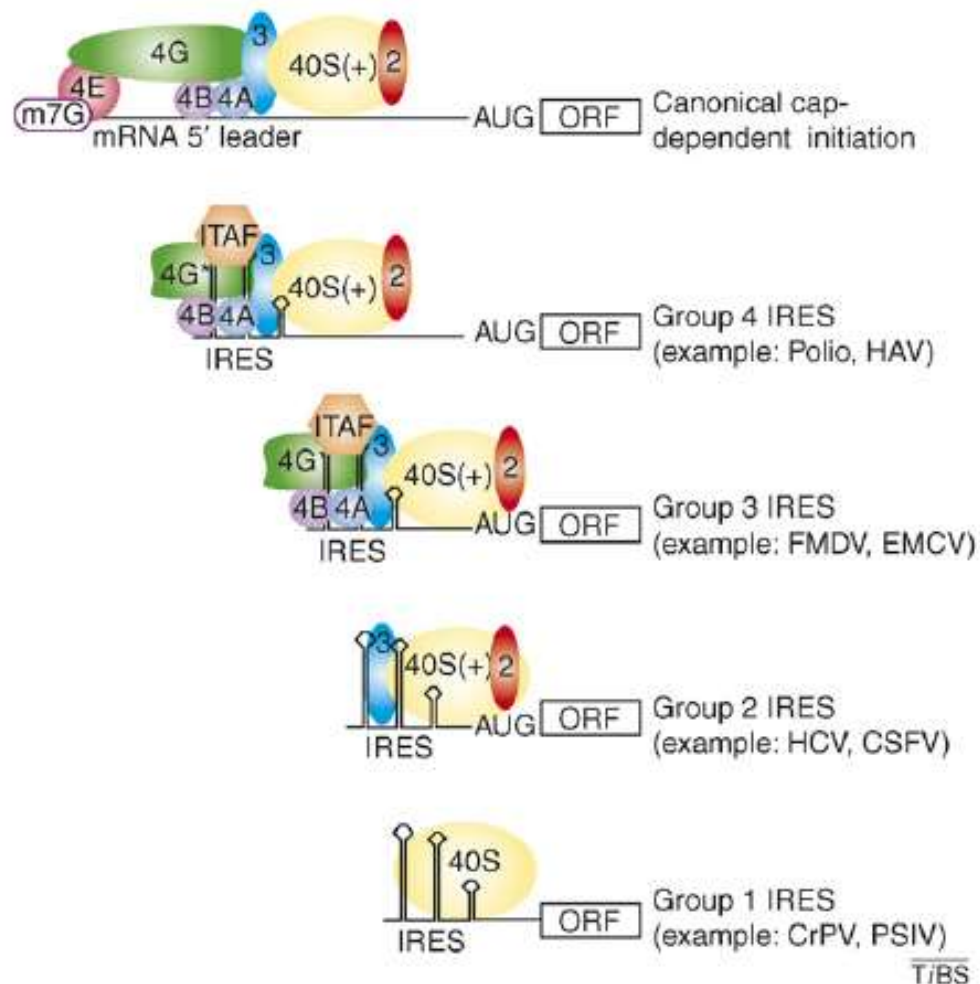 4G 3 40S(+) 2
4E 4B 4A
m7G AUG ORF Canonical cap-
mRNA 5' leader dependent initiation
ITAF
4G* 3 40S(+) 2
4B 4A AUG ORF Group 4 IRES
IRES (example: Polio, HAV)
ITAF
4G 3 40S(+) 2
4B 4A AUG ORF Group 3 IRES
IRES (example: FMDV, EMCV)
3 40S(+) 2
AUG ORF Group 2 IRES
IRES (example: HCV, CSFV)
40S
ORF Group 1 IRES
IRES (example: CrPV, PSIV)
TiBS